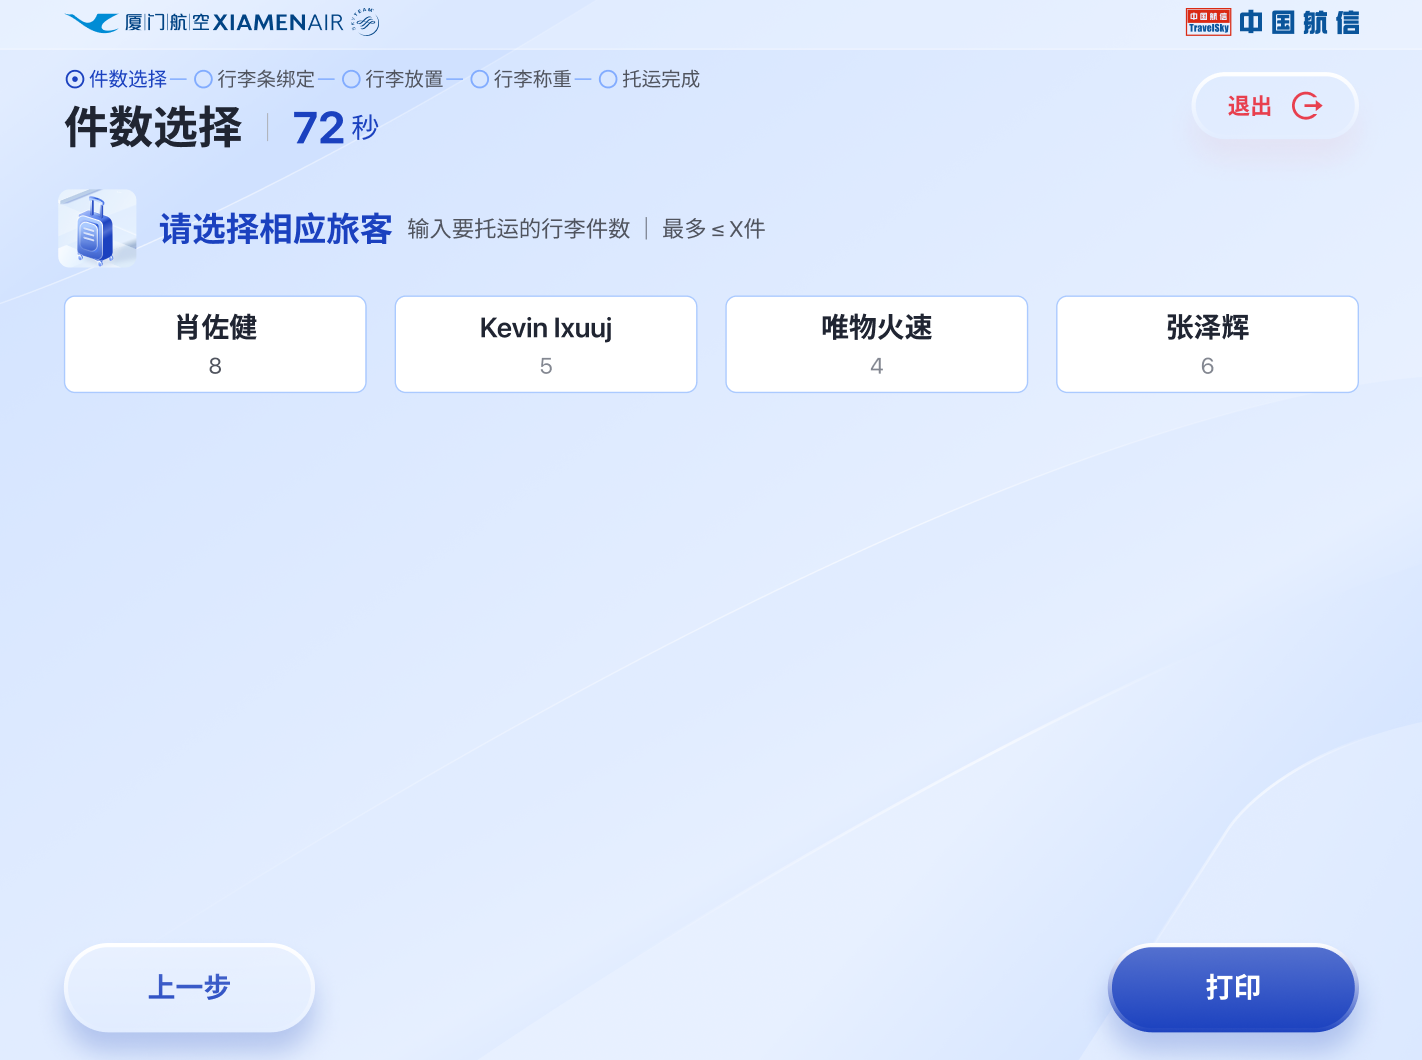 厦门航空 XIAMENAIR SKYTEAM
中国航信 TravelSky 中国航信
件数选择 行李条绑定 行李放置 行李称重 托运完成
件数选择 72 秒
退出
请选择相应旅客 输入要托运的行李件数 | 最多 ≤ X件
肖佐健
8
Kevin Ixuuj
5
唯物火速
4
张泽辉
6
上一步
打印